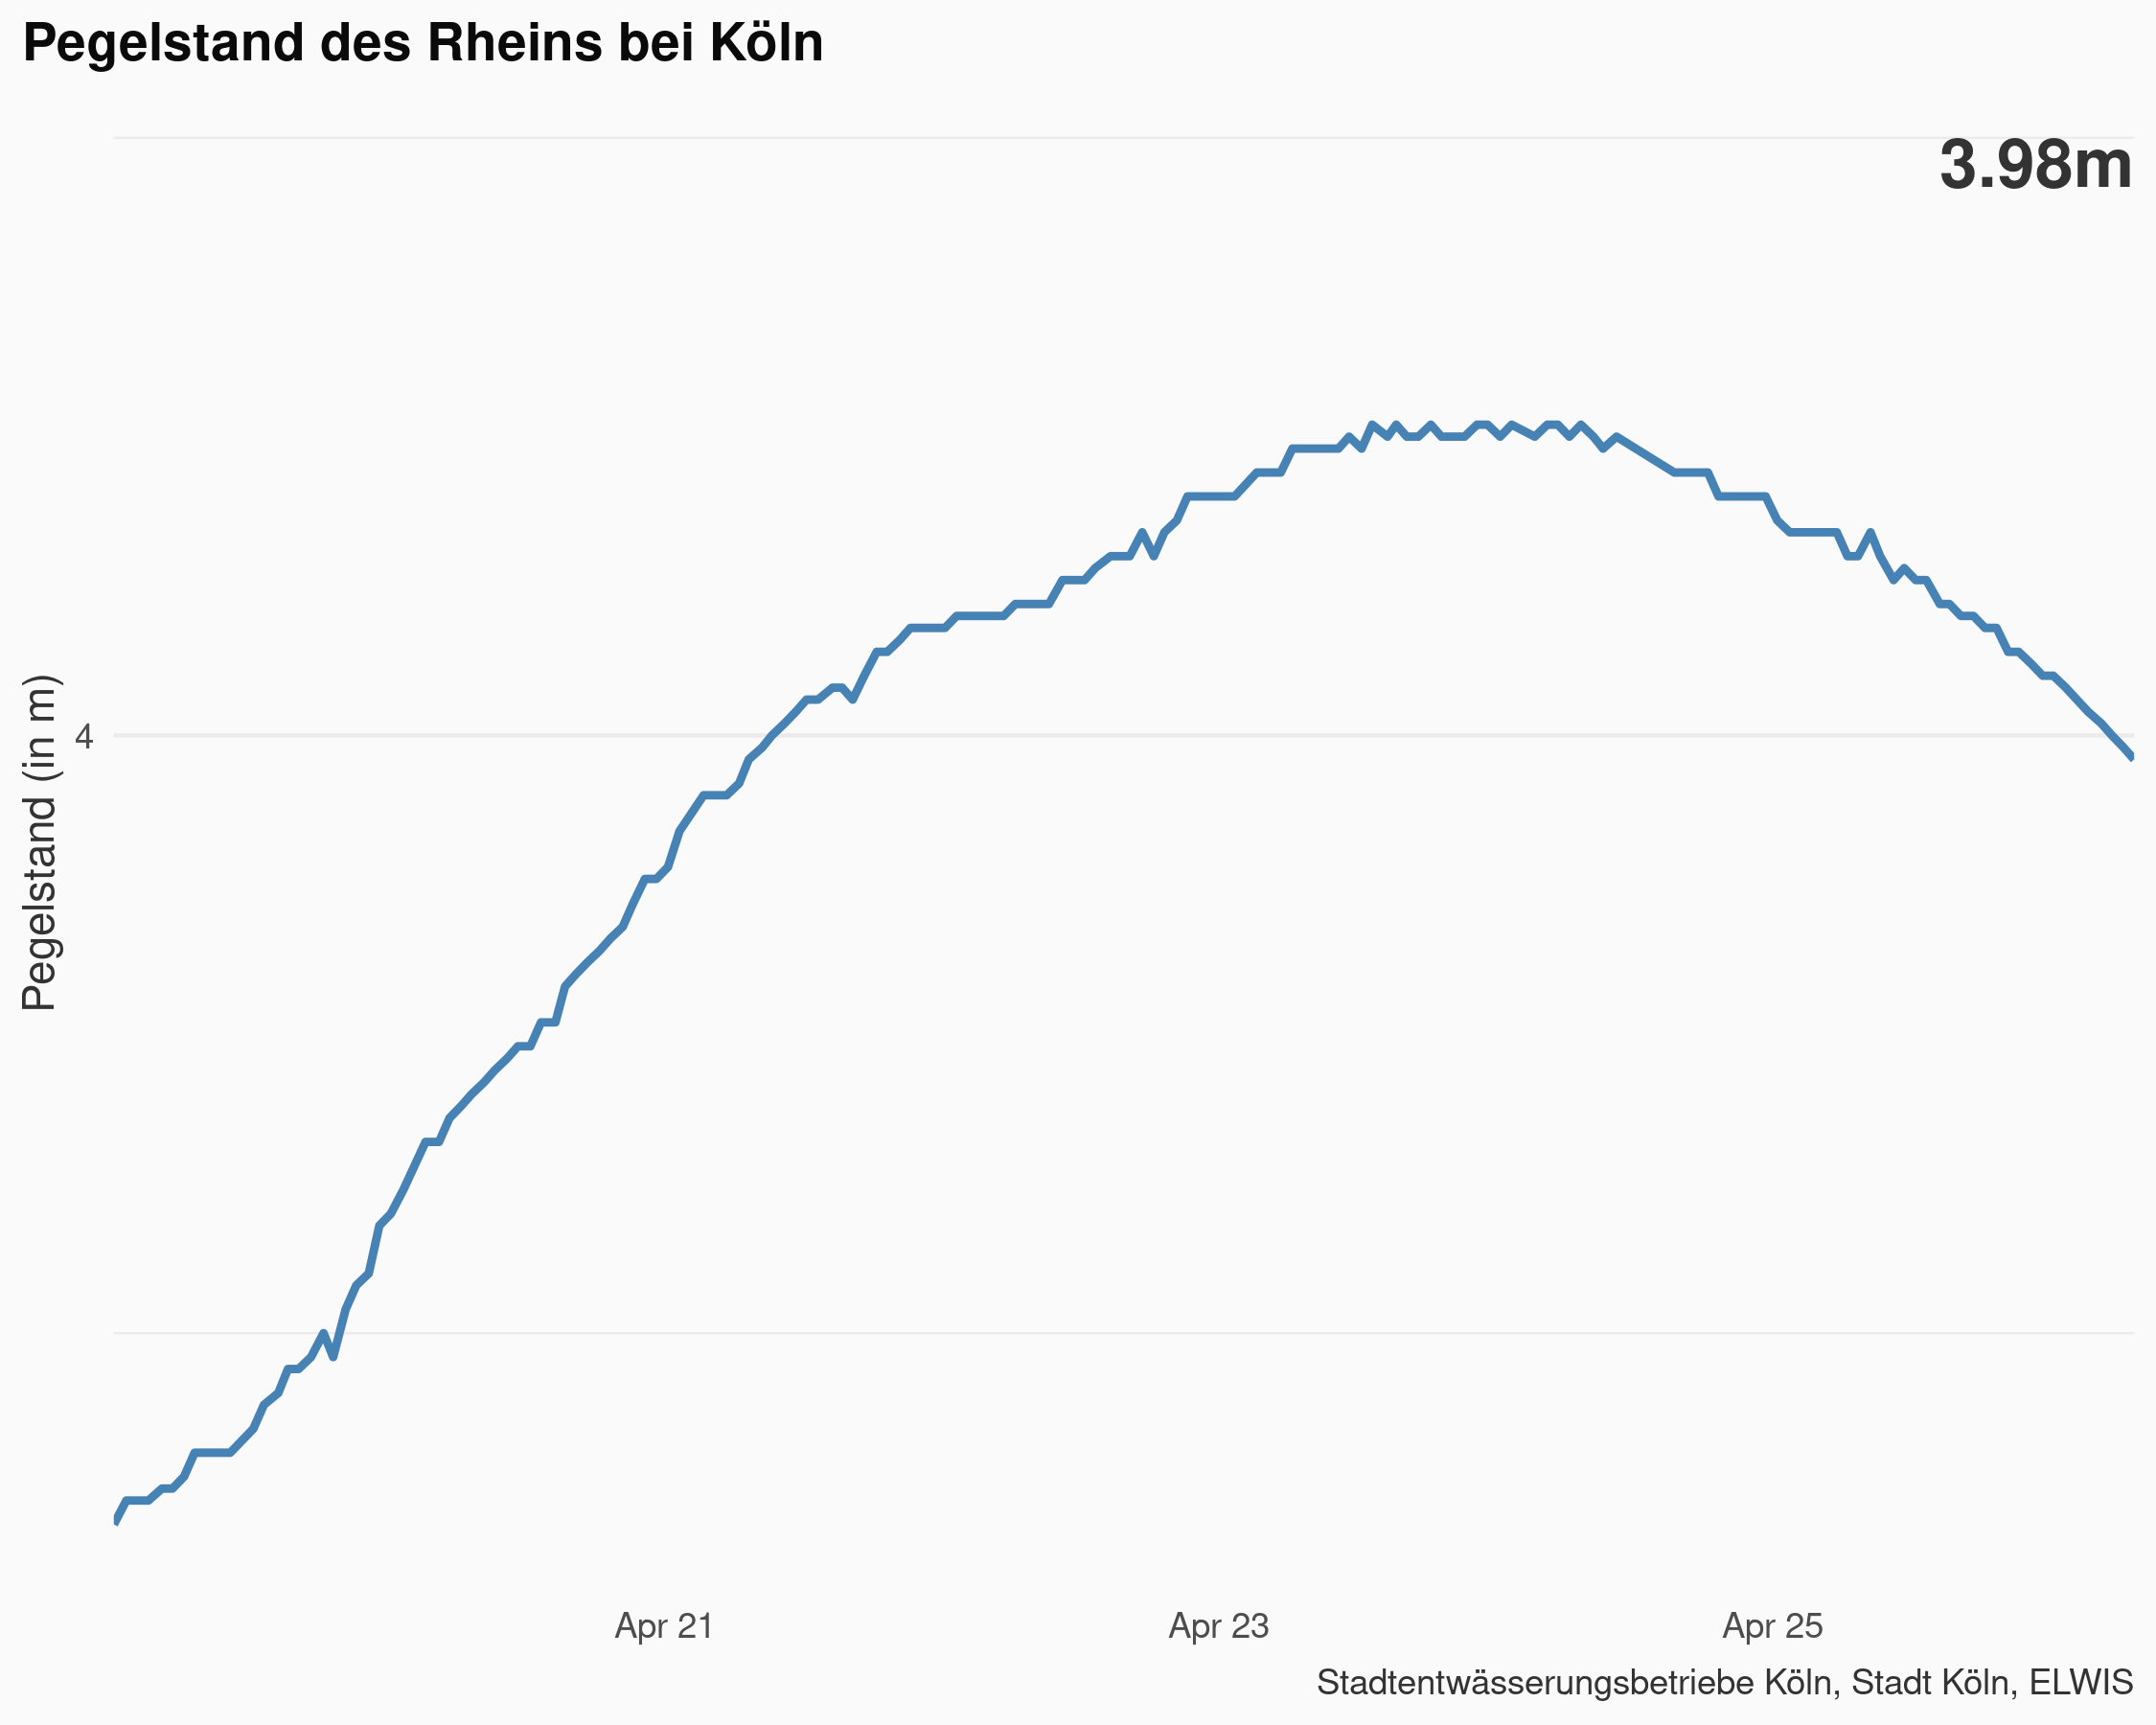 Pegelstand des Rheins bei Köln
3.98m
Pegelstand (in m)
4
Apr 21
Apr 23
Apr 25
Stadtentwässerungsbetriebe Köln, Stadt Köln, ELWIS